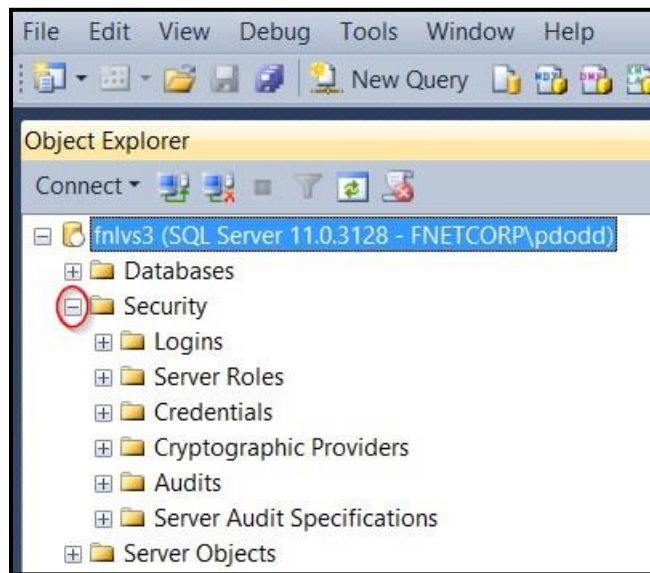 File Edit View Debug Tools Window Help
New Query
Object Explorer
Connect
fnlvs3 (SQL Server 11.0.3128 - FNETCORP\pdodd)
Databases
Security
Logins
Server Roles
Credentials
Cryptographic Providers
Audits
Server Audit Specifications
Server Objects